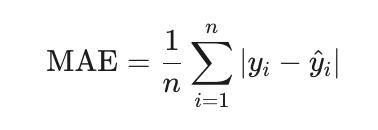 MAE = \frac{1}{n} \sum_{i=1}^{n} |y_i - \hat{y}_i|